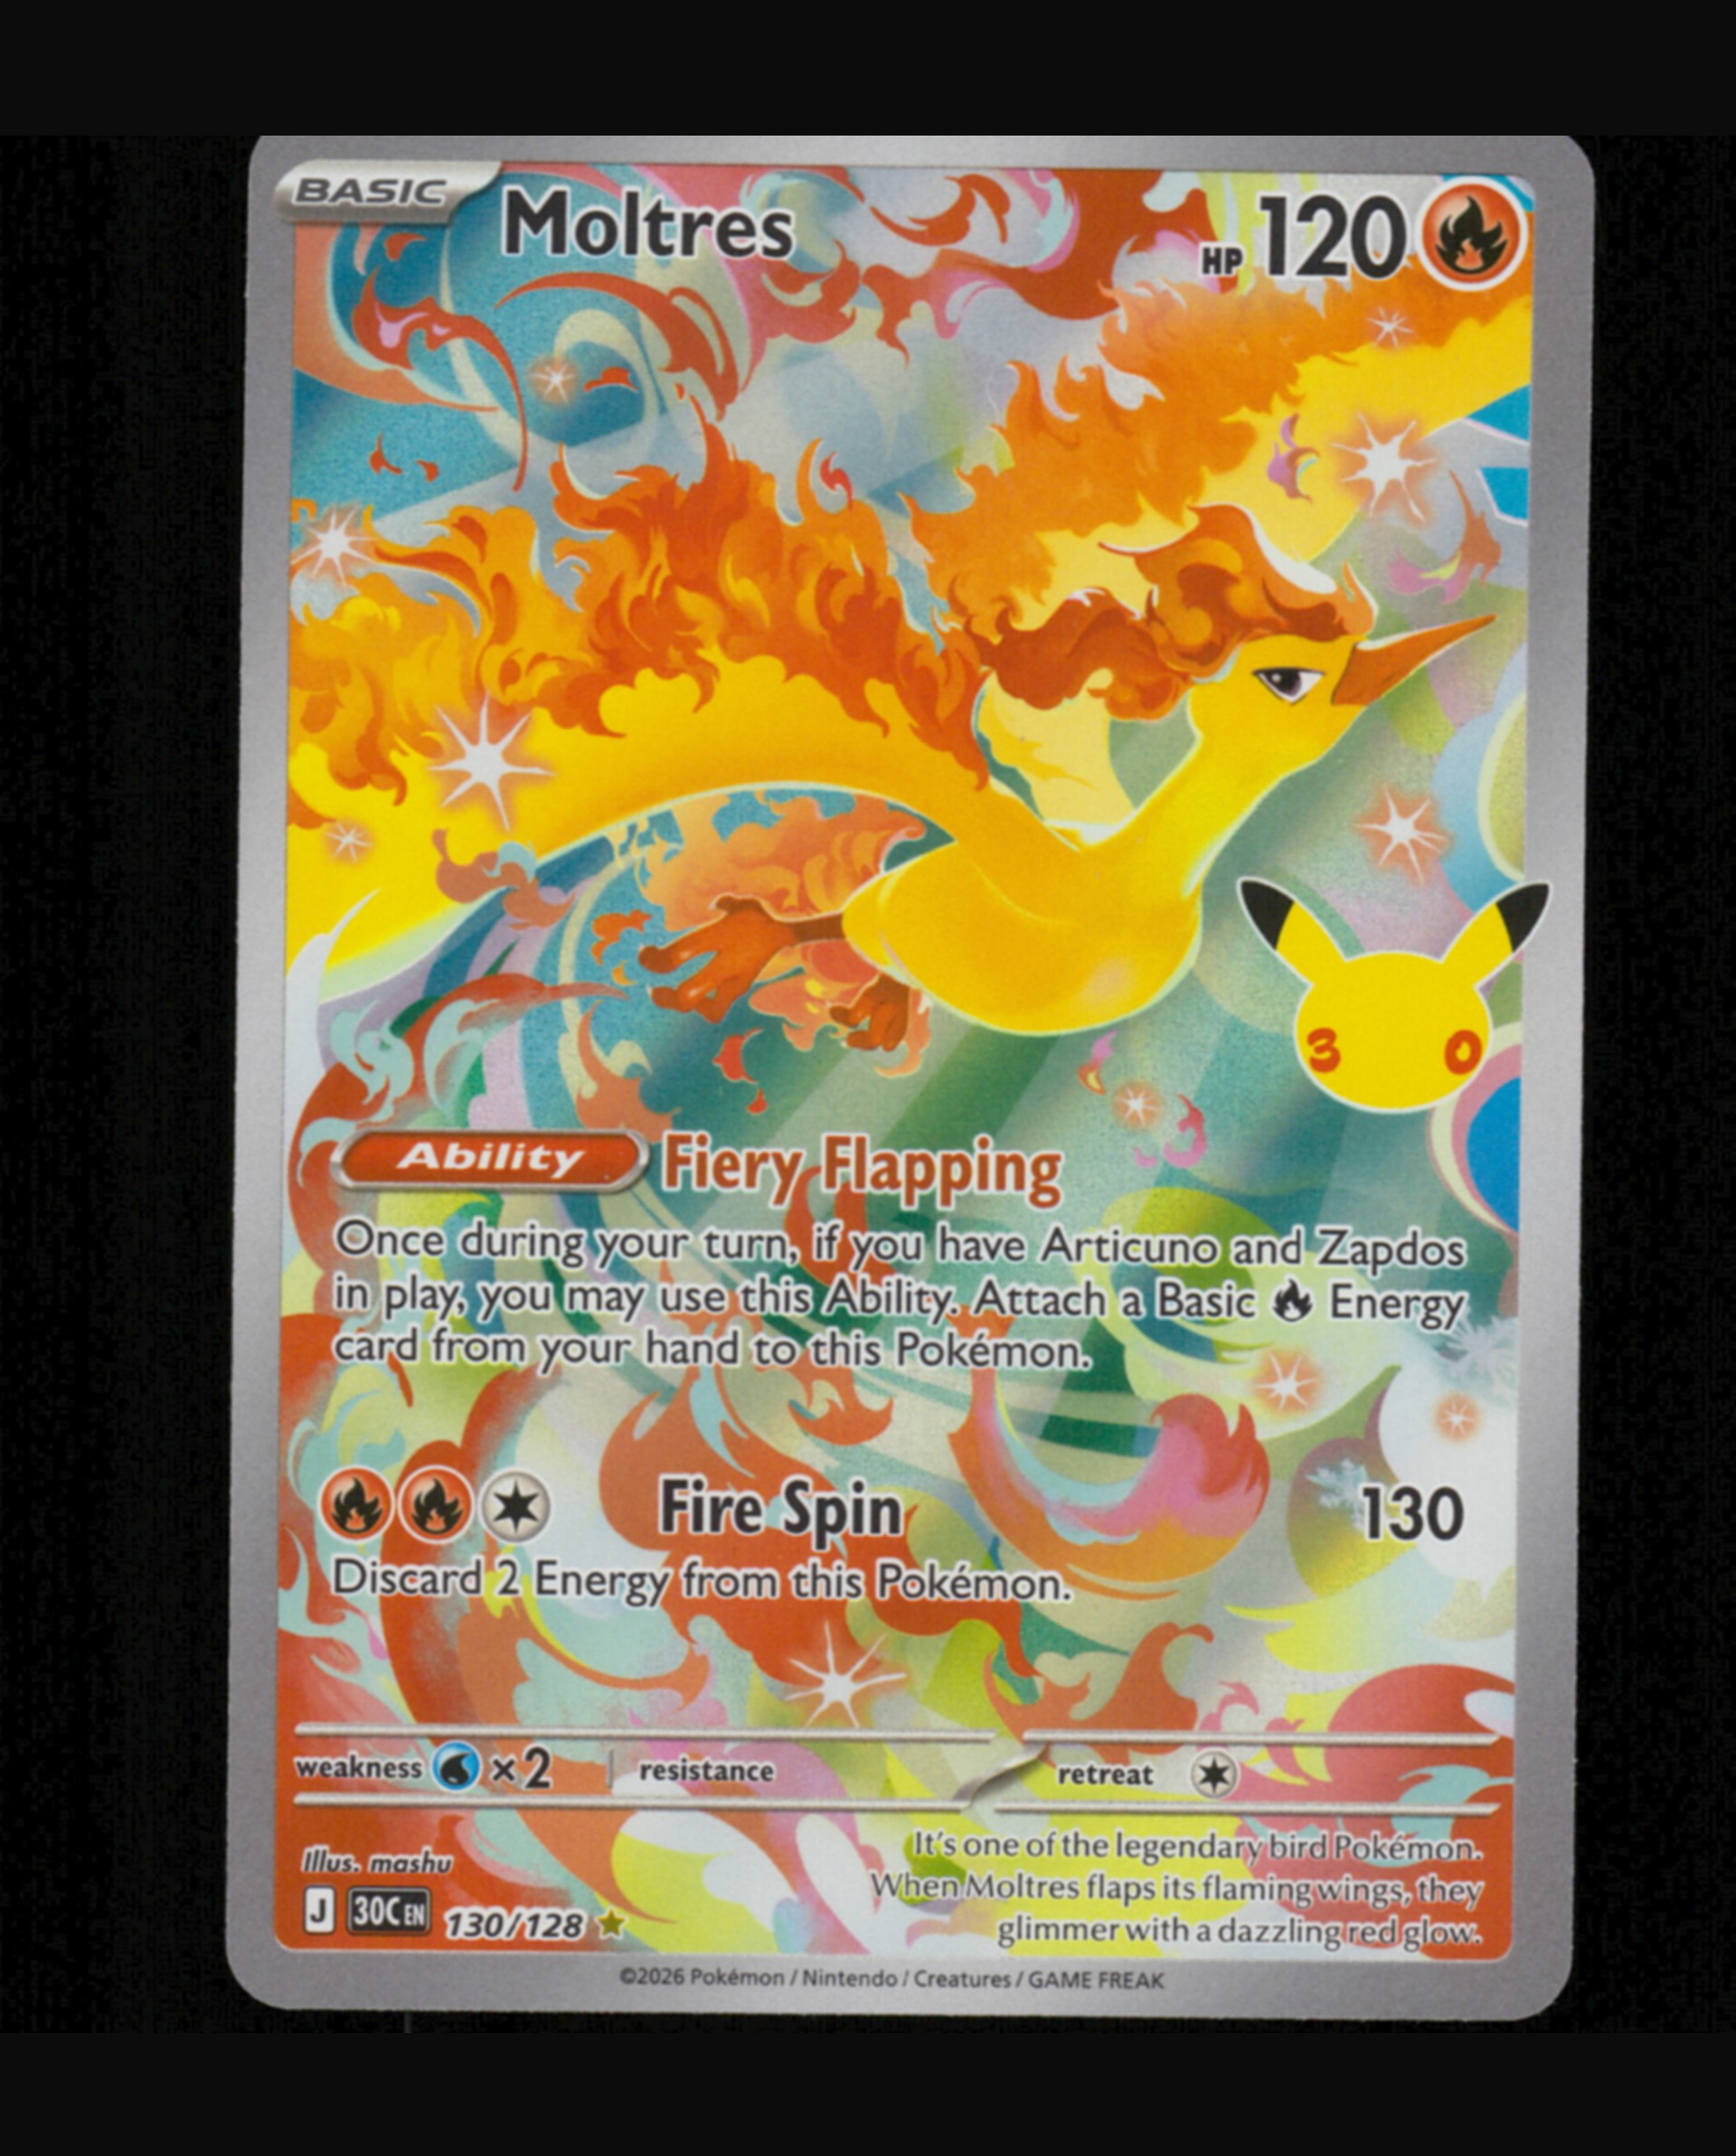 BASIC
Moltres
HP 120
3 0
Ability Fiery Flapping
Once during your turn, if you have Articuno and Zapdos
in play, you may use this Ability. Attach a Basic Energy
card from your hand to this Pokémon.
Fire Spin 130
Discard 2 Energy from this Pokémon.
weakness ×2 resistance retreat
It's one of the legendary bird Pokémon.
When Moltres flaps its flaming wings, they
glimmer with a dazzling red glow.
Illus. mashu
J 30C EN 130/128 ★
©2026 Pokémon / Nintendo / Creatures / GAME FREAK